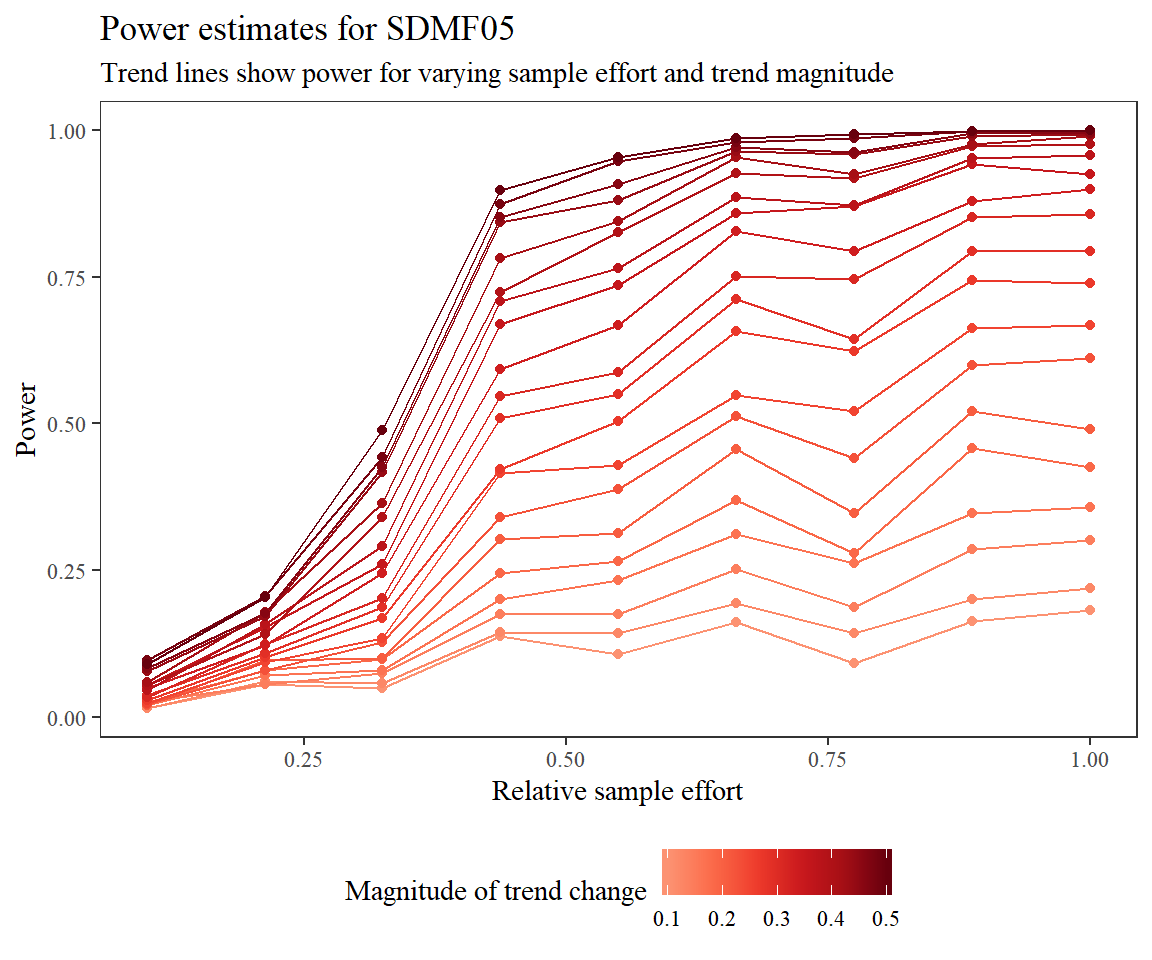 Power estimates for SDMF05
Trend lines show power for varying sample effort and trend magnitude
1.00
0.75
0.50
0.25
0.00
Power
0.25 0.50 0.75 1.00
Relative sample effort
Magnitude of trend change
0.1 0.2 0.3 0.4 0.5